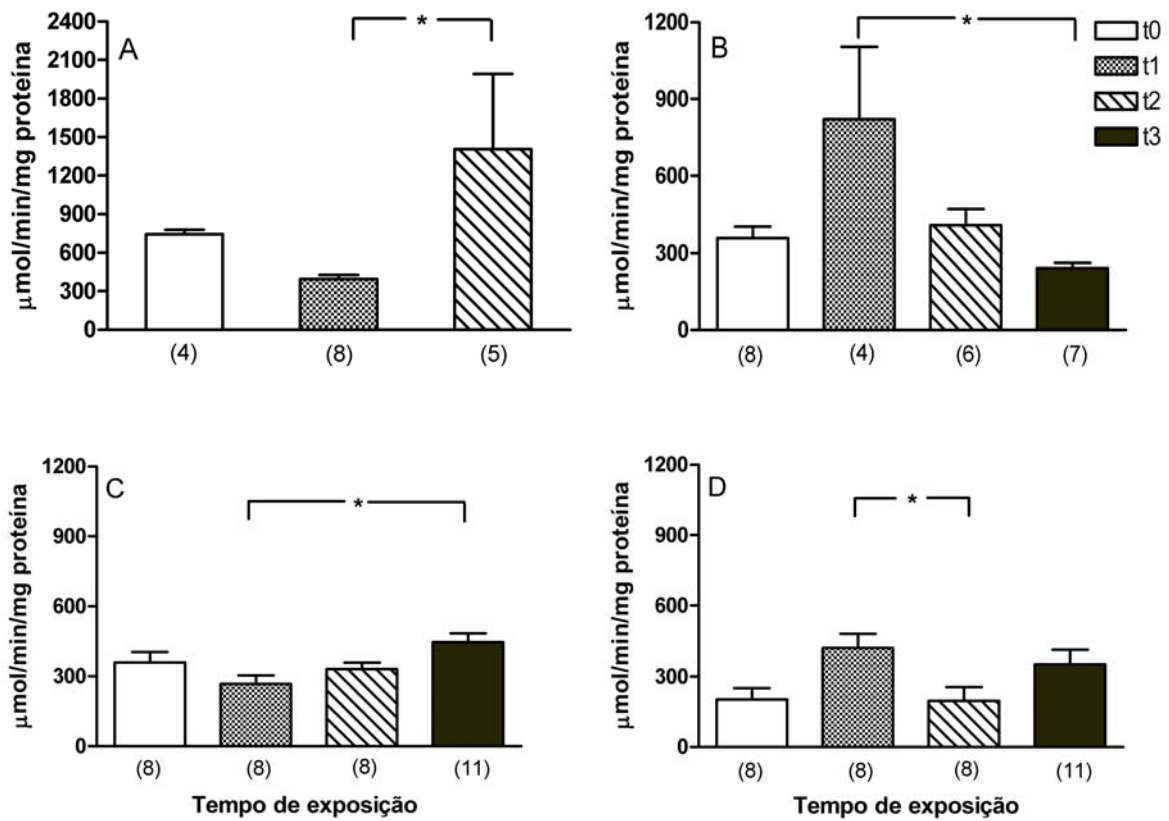 A
μmol/min/mg proteína
2400
2100
1800
1500
1200
900
600
300
0
*
(4) (8) (5)
B
μmol/min/mg proteína
1200
900
600
300
0
*
(8) (4) (6) (7)
t0
t1
t2
t3
C
μmol/min/mg proteína
1200
900
600
300
0
*
(8) (8) (8) (11)
Tempo de exposição
D
μmol/min/mg proteína
1200
900
600
300
0
*
(8) (8) (8) (11)
Tempo de exposição